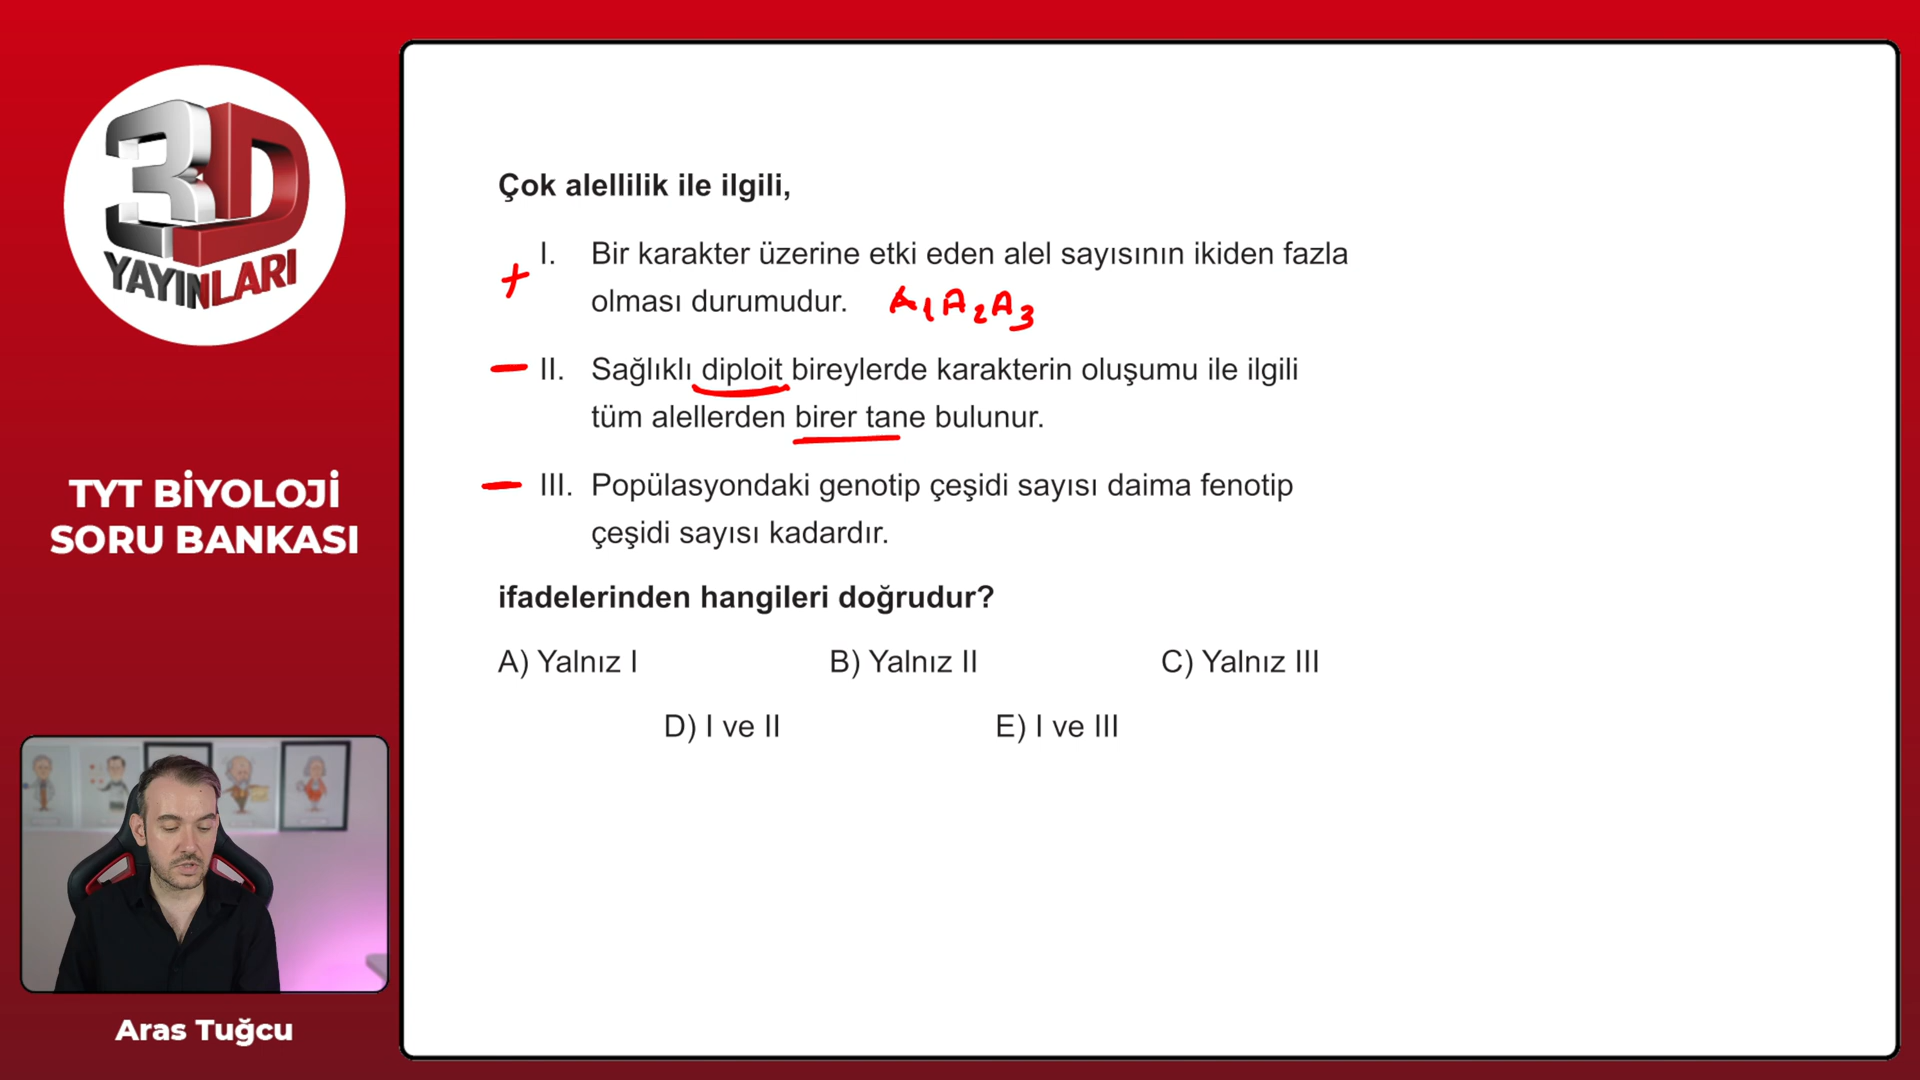 3D
YAYINLARI
TYT BİYOLOJİ
SORU BANKASI
Aras Tuğcu
Çok alellilik ile ilgili,
+ I. Bir karakter üzerine etki eden alel sayısının ikiden fazla
olması durumudur. A1A2A3
– II. Sağlıklı diploit bireylerde karakterin oluşumu ile ilgili
tüm alellerden birer tane bulunur.
– III. Popülasyondaki genotip çeşidi sayısı daima fenotip
çeşidi sayısı kadardır.
ifadelerinden hangileri doğrudur?
A) Yalnız I B) Yalnız II C) Yalnız III
D) I ve II E) I ve III